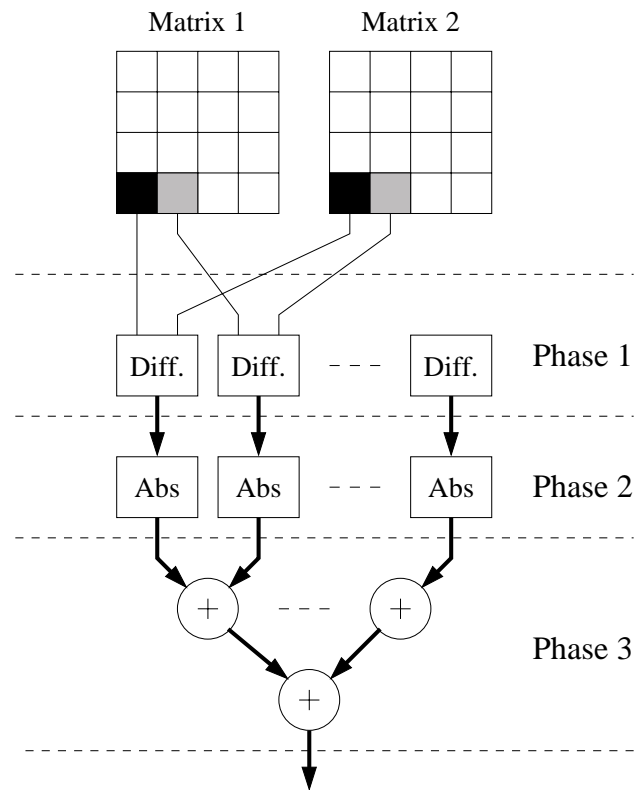 Matrix 1 Matrix 2
Diff. Diff. Diff. Phase 1
Abs Abs Abs Phase 2
+ +
Phase 3
+